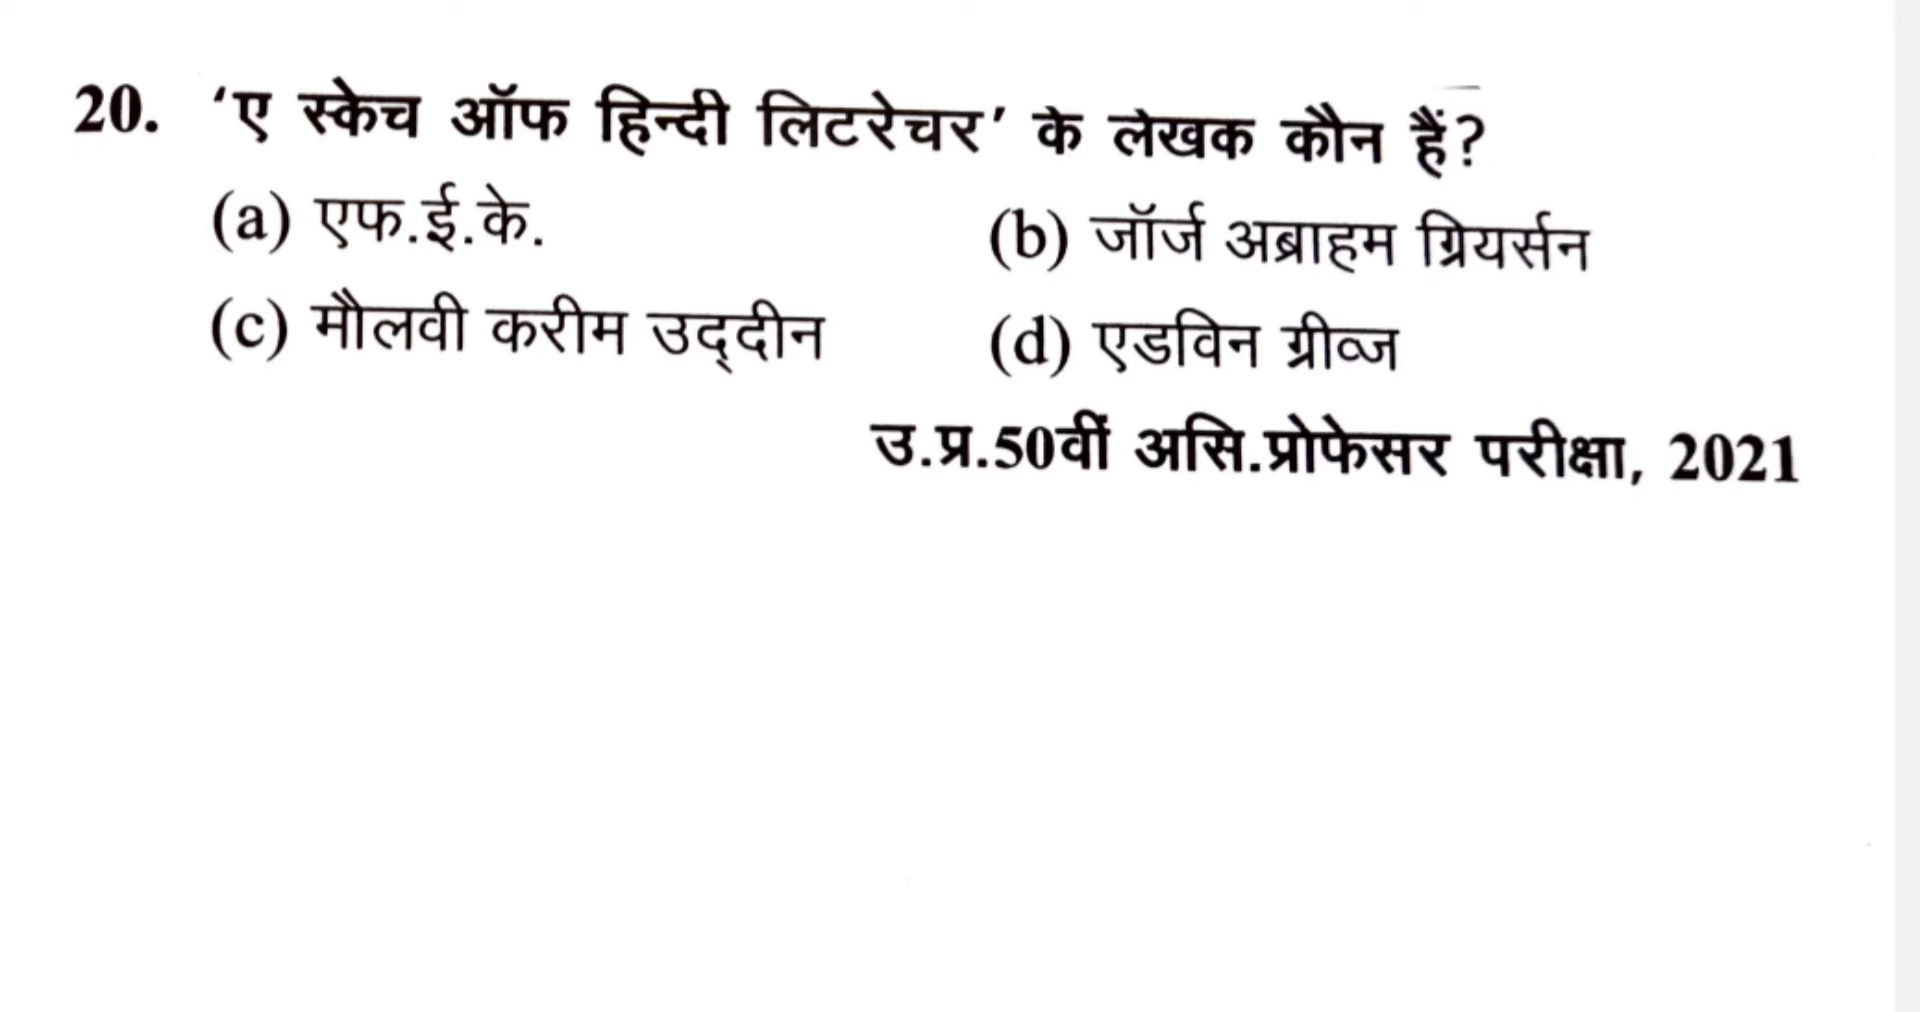 20. ‘ए स्केच ऑफ हिन्दी लिटरेचर’ के लेखक कौन हैं?
(a) एफ.ई.के. (b) जॉर्ज अब्राहम ग्रियर्सन
(c) मौलवी करीम उद्‌दीन (d) एडविन ग्रीव्ज
उ.प्र.50वीं असि.प्रोफेसर परीक्षा, 2021